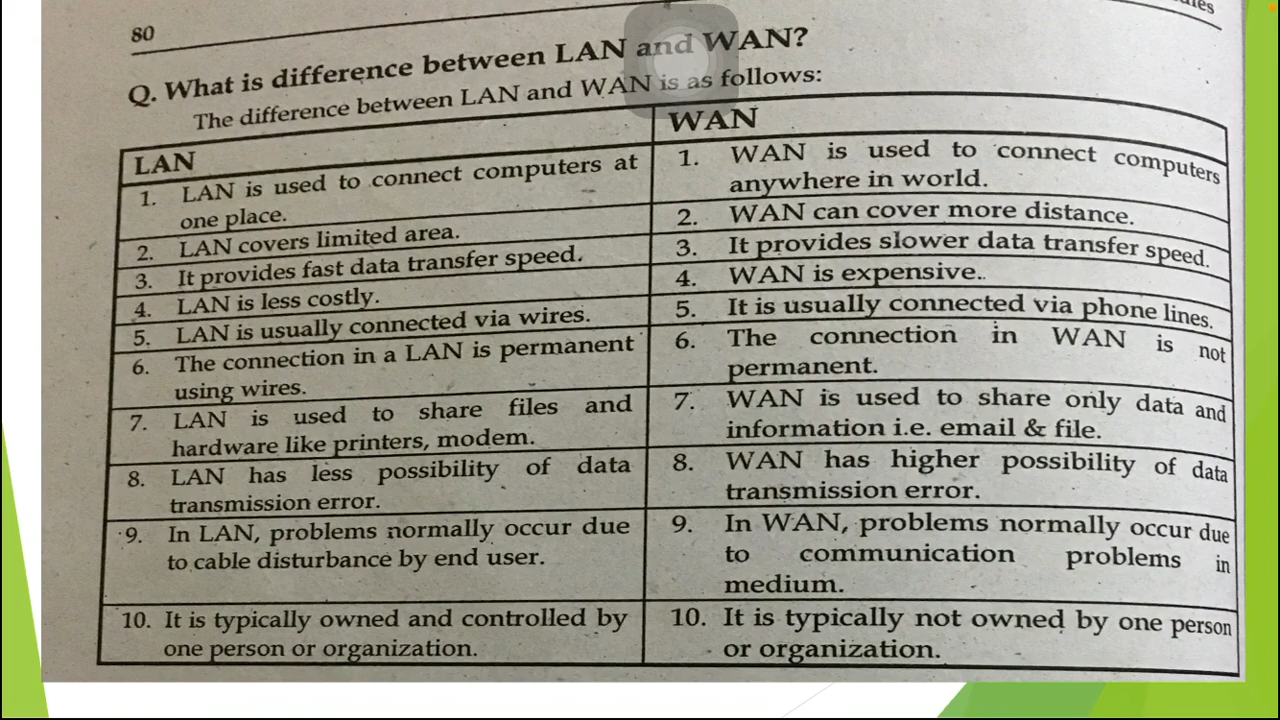 80
Q. What is difference between LAN and WAN?
The difference between LAN and WAN is as follows:
LAN
1. LAN is used to connect computers at
one place.
2. LAN covers limited area.
3. It provides fast data transfer speed.
4. LAN is less costly.
5. LAN is usually connected via wires.
6. The connection in a LAN is permanent
using wires.
7. LAN is used to share files and
hardware like printers, modem.
8. LAN has less possibility of data
transmission error.
9. In LAN, problems normally occur due
to cable disturbance by end user.
10. It is typically owned and controlled by
one person or organization.
WAN
1. WAN is used to connect computers
anywhere in world.
2. WAN can cover more distance.
3. It provides slower data transfer speed.
4. WAN is expensive.
5. It is usually connected via phone lines.
6. The connection in WAN is not
permanent.
7. WAN is used to share only data and
information i.e. email & file.
8. WAN has higher possibility of data
transmission error.
9. In WAN, problems normally occur due
to communication problems in
medium.
10. It is typically not owned by one person
or organization.